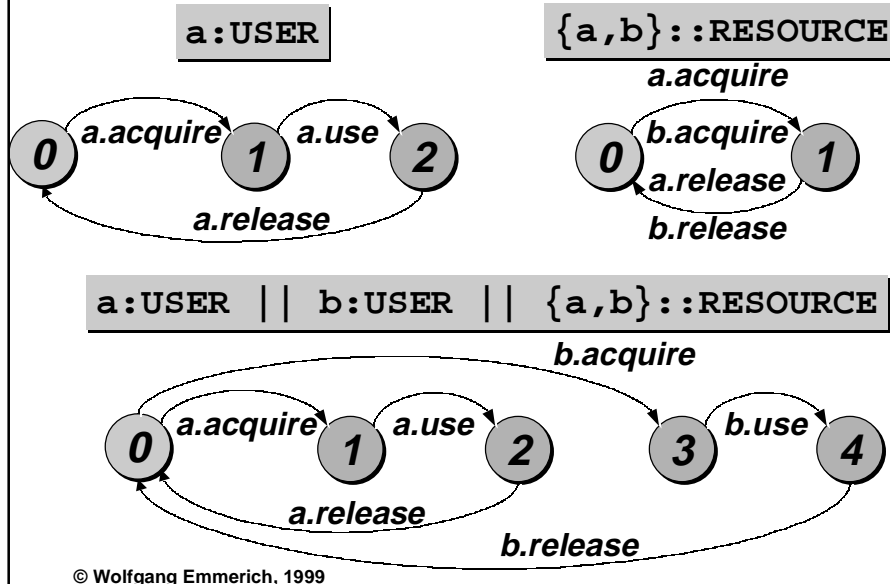 a:USER
{a,b}::RESOURCE
a.acquire
0 a.acquire 1 a.use 2
a.release
0 b.acquire 1
a.release
b.release
a:USER || b:USER || {a,b}::RESOURCE
b.acquire
0 a.acquire 1 a.use 2 3 b.use 4
a.release
b.release
© Wolfgang Emmerich, 1999